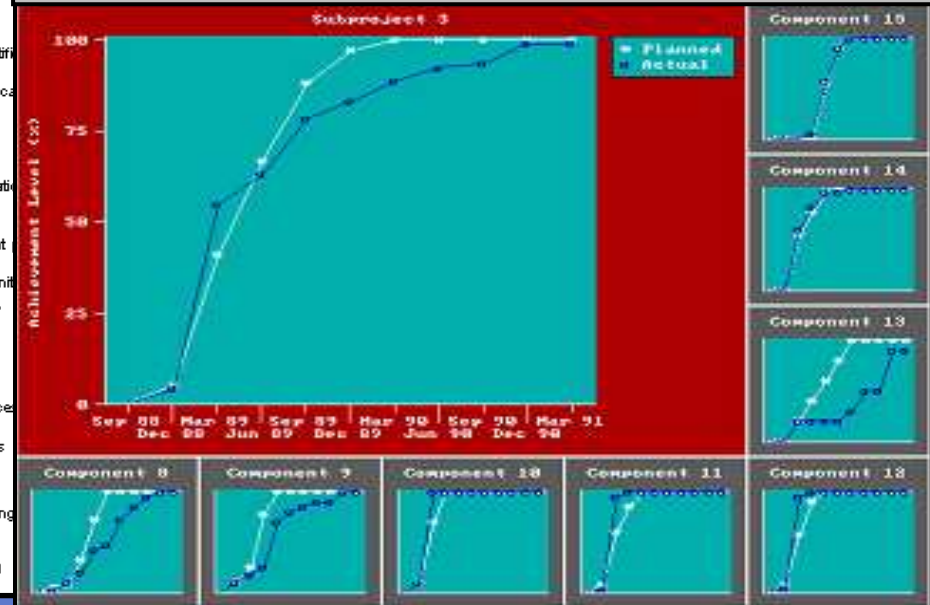 Subproject 3
100
75
50
25
0
Achievement Level (%)
Planned
Actual
Sep 88 Mar 89 Sep 89 Mar 90 Sep 90 Mar 91
Dec 88 Jun 89 Dec 89 Jun 90 Dec 90
Component 15
Component 14
Component 13
Component 8
Component 9
Component 10
Component 11
Component 12